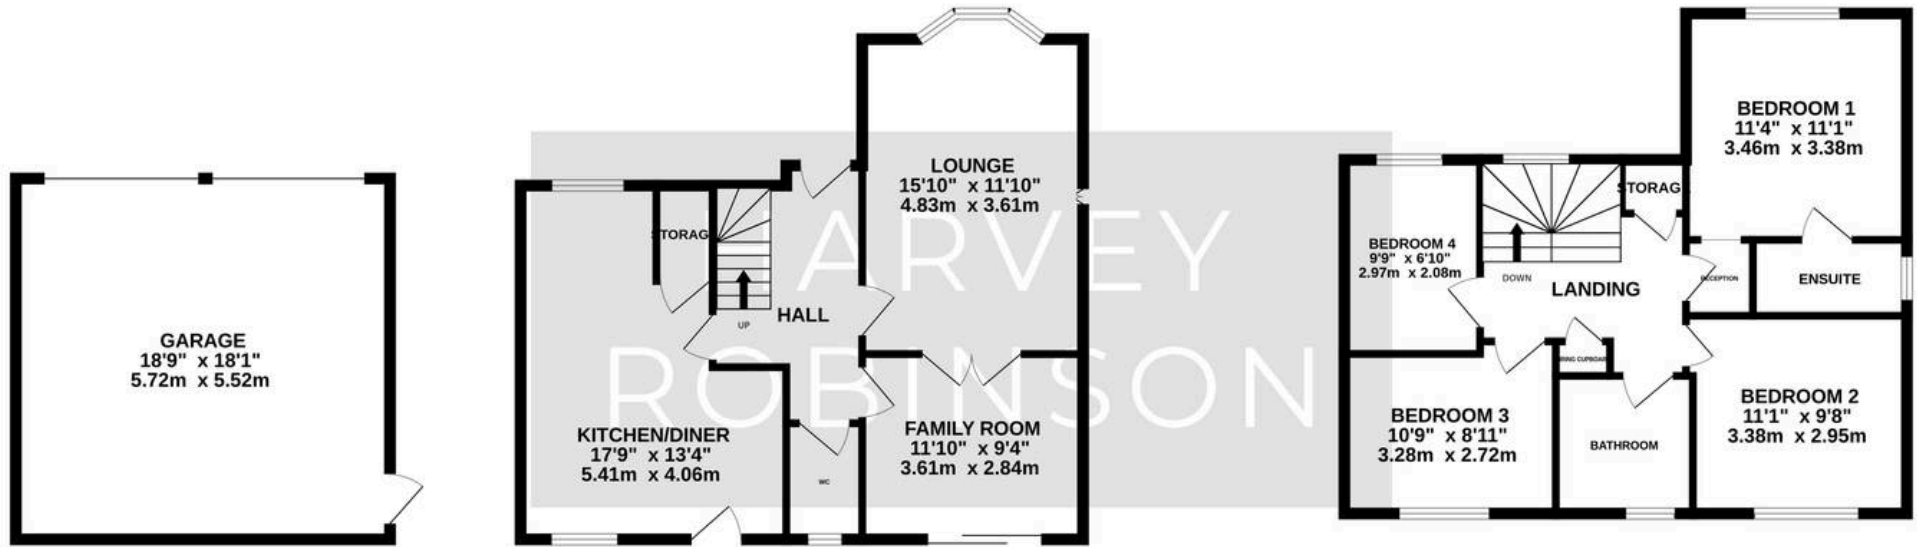 GARAGE
18'9" x 18'1"
5.72m x 5.52m
STORAG
UP
HALL
KITCHEN/DINER
17'9" x 13'4"
5.41m x 4.06m
WC
LOUNGE
15'10" x 11'10"
4.83m x 3.61m
FAMILY ROOM
11'10" x 9'4"
3.61m x 2.84m
HARVEY
ROBINSON
BEDROOM 4
9'9" x 6'10"
2.97m x 2.08m
DOWN
LANDING
STORAG
BEDROOM 1
11'4" x 11'1"
3.46m x 3.38m
RECEPTION
ENSUITE
IRING CUPBOAR
BEDROOM 3
10'9" x 8'11"
3.28m x 2.72m
BATHROOM
BEDROOM 2
11'1" x 9'8"
3.38m x 2.95m